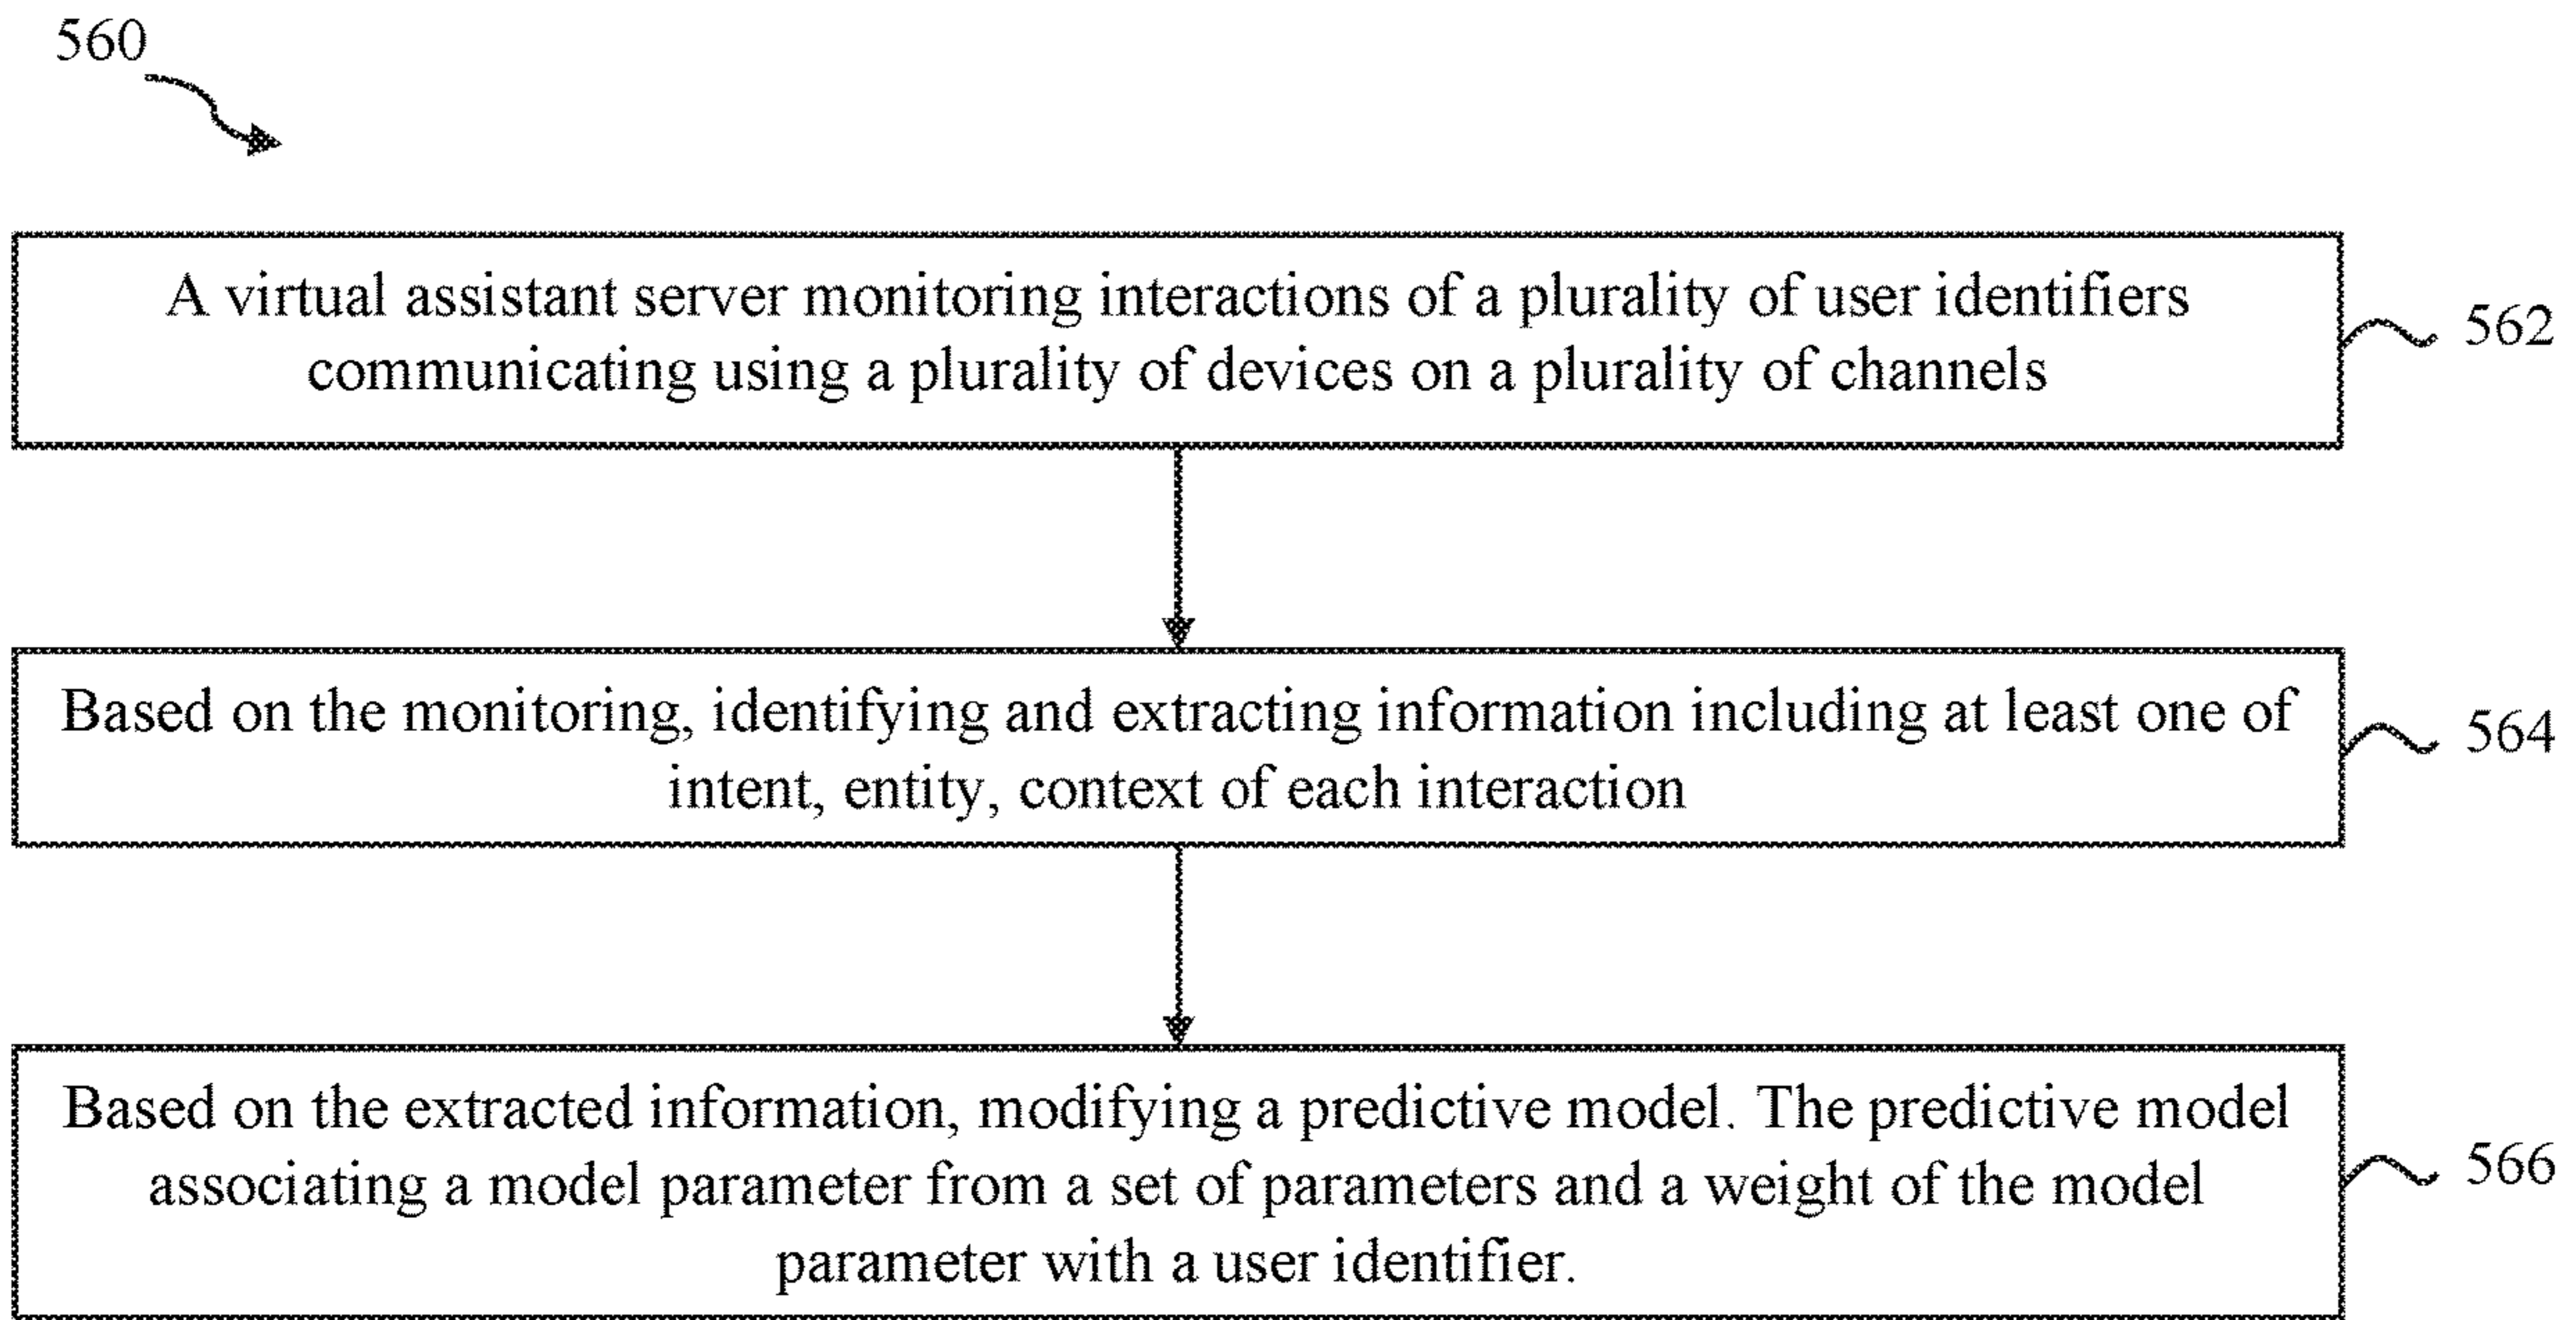 560
A virtual assistant server monitoring interactions of a plurality of user identifiers
communicating using a plurality of devices on a plurality of channels
562
Based on the monitoring, identifying and extracting information including at least one of
intent, entity, context of each interaction
564
Based on the extracted information, modifying a predictive model. The predictive model
associating a model parameter from a set of parameters and a weight of the model
parameter with a user identifier.
566